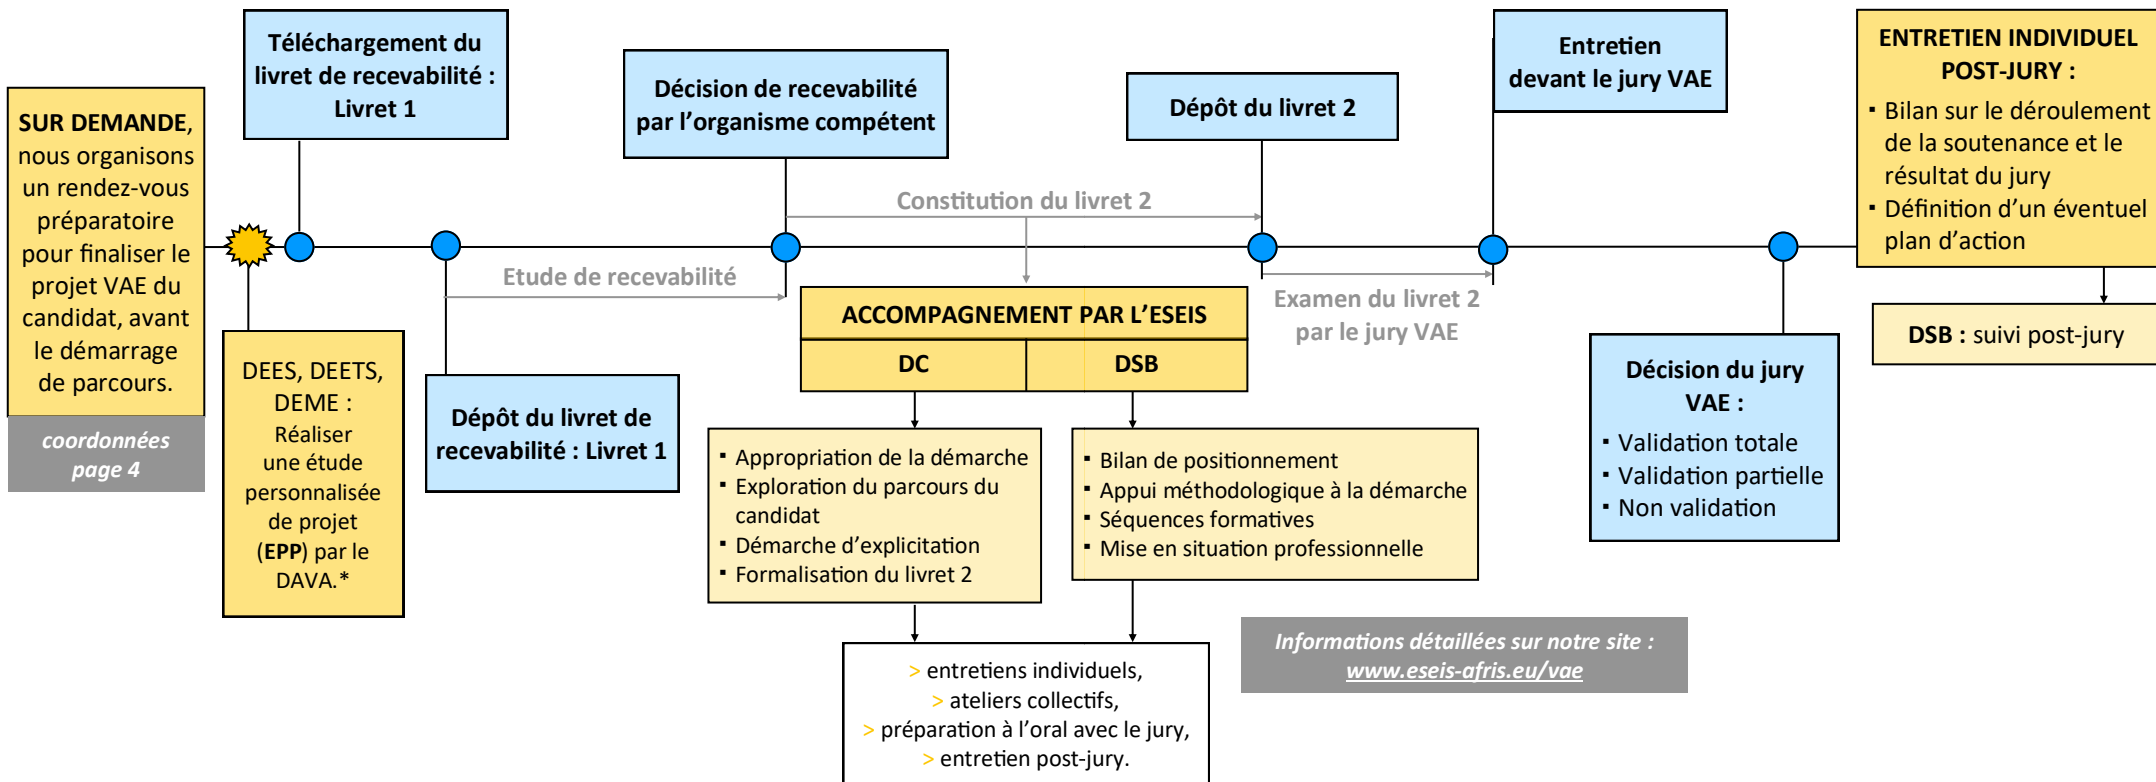 SUR DEMANDE,
nous organisons
un rendez-vous
préparatoire
pour finaliser le
projet VAE du
candidat, avant
le démarrage
de parcours.
coordonnées
page 4
Téléchargement du
livret de recevabilité :
Livret 1
DEES, DEETS,
DEME :
Réaliser
une étude
personnalisée
de projet
(EPP) par le
DAVA.*
Dépôt du livret de
recevabilité : Livret 1
Etude de recevabilité
Décision de recevabilité
par l’organisme compétent
Constitution du livret 2
ACCOMPAGNEMENT PAR L’ESEIS
DC
DSB
▪ Appropriation de la démarche
▪ Exploration du parcours du
candidat
▪ Démarche d’explicitation
▪ Formalisation du livret 2
▪ Bilan de positionnement
▪ Appui méthodologique à la démarche
▪ Séquences formatives
▪ Mise en situation professionnelle
> entretiens individuels,
> ateliers collectifs,
> préparation à l’oral avec le jury,
> entretien post-jury.
Dépôt du livret 2
Examen du livret 2
par le jury VAE
Entretien
devant le jury VAE
Décision du jury
VAE :
▪ Validation totale
▪ Validation partielle
▪ Non validation
ENTRETIEN INDIVIDUEL
POST-JURY :
▪ Bilan sur le déroulement
de la soutenance et le
résultat du jury
▪ Définition d’un éventuel
plan d’action
DSB : suivi post-jury
Informations détaillées sur notre site :
www.eseis-afris.eu/vae